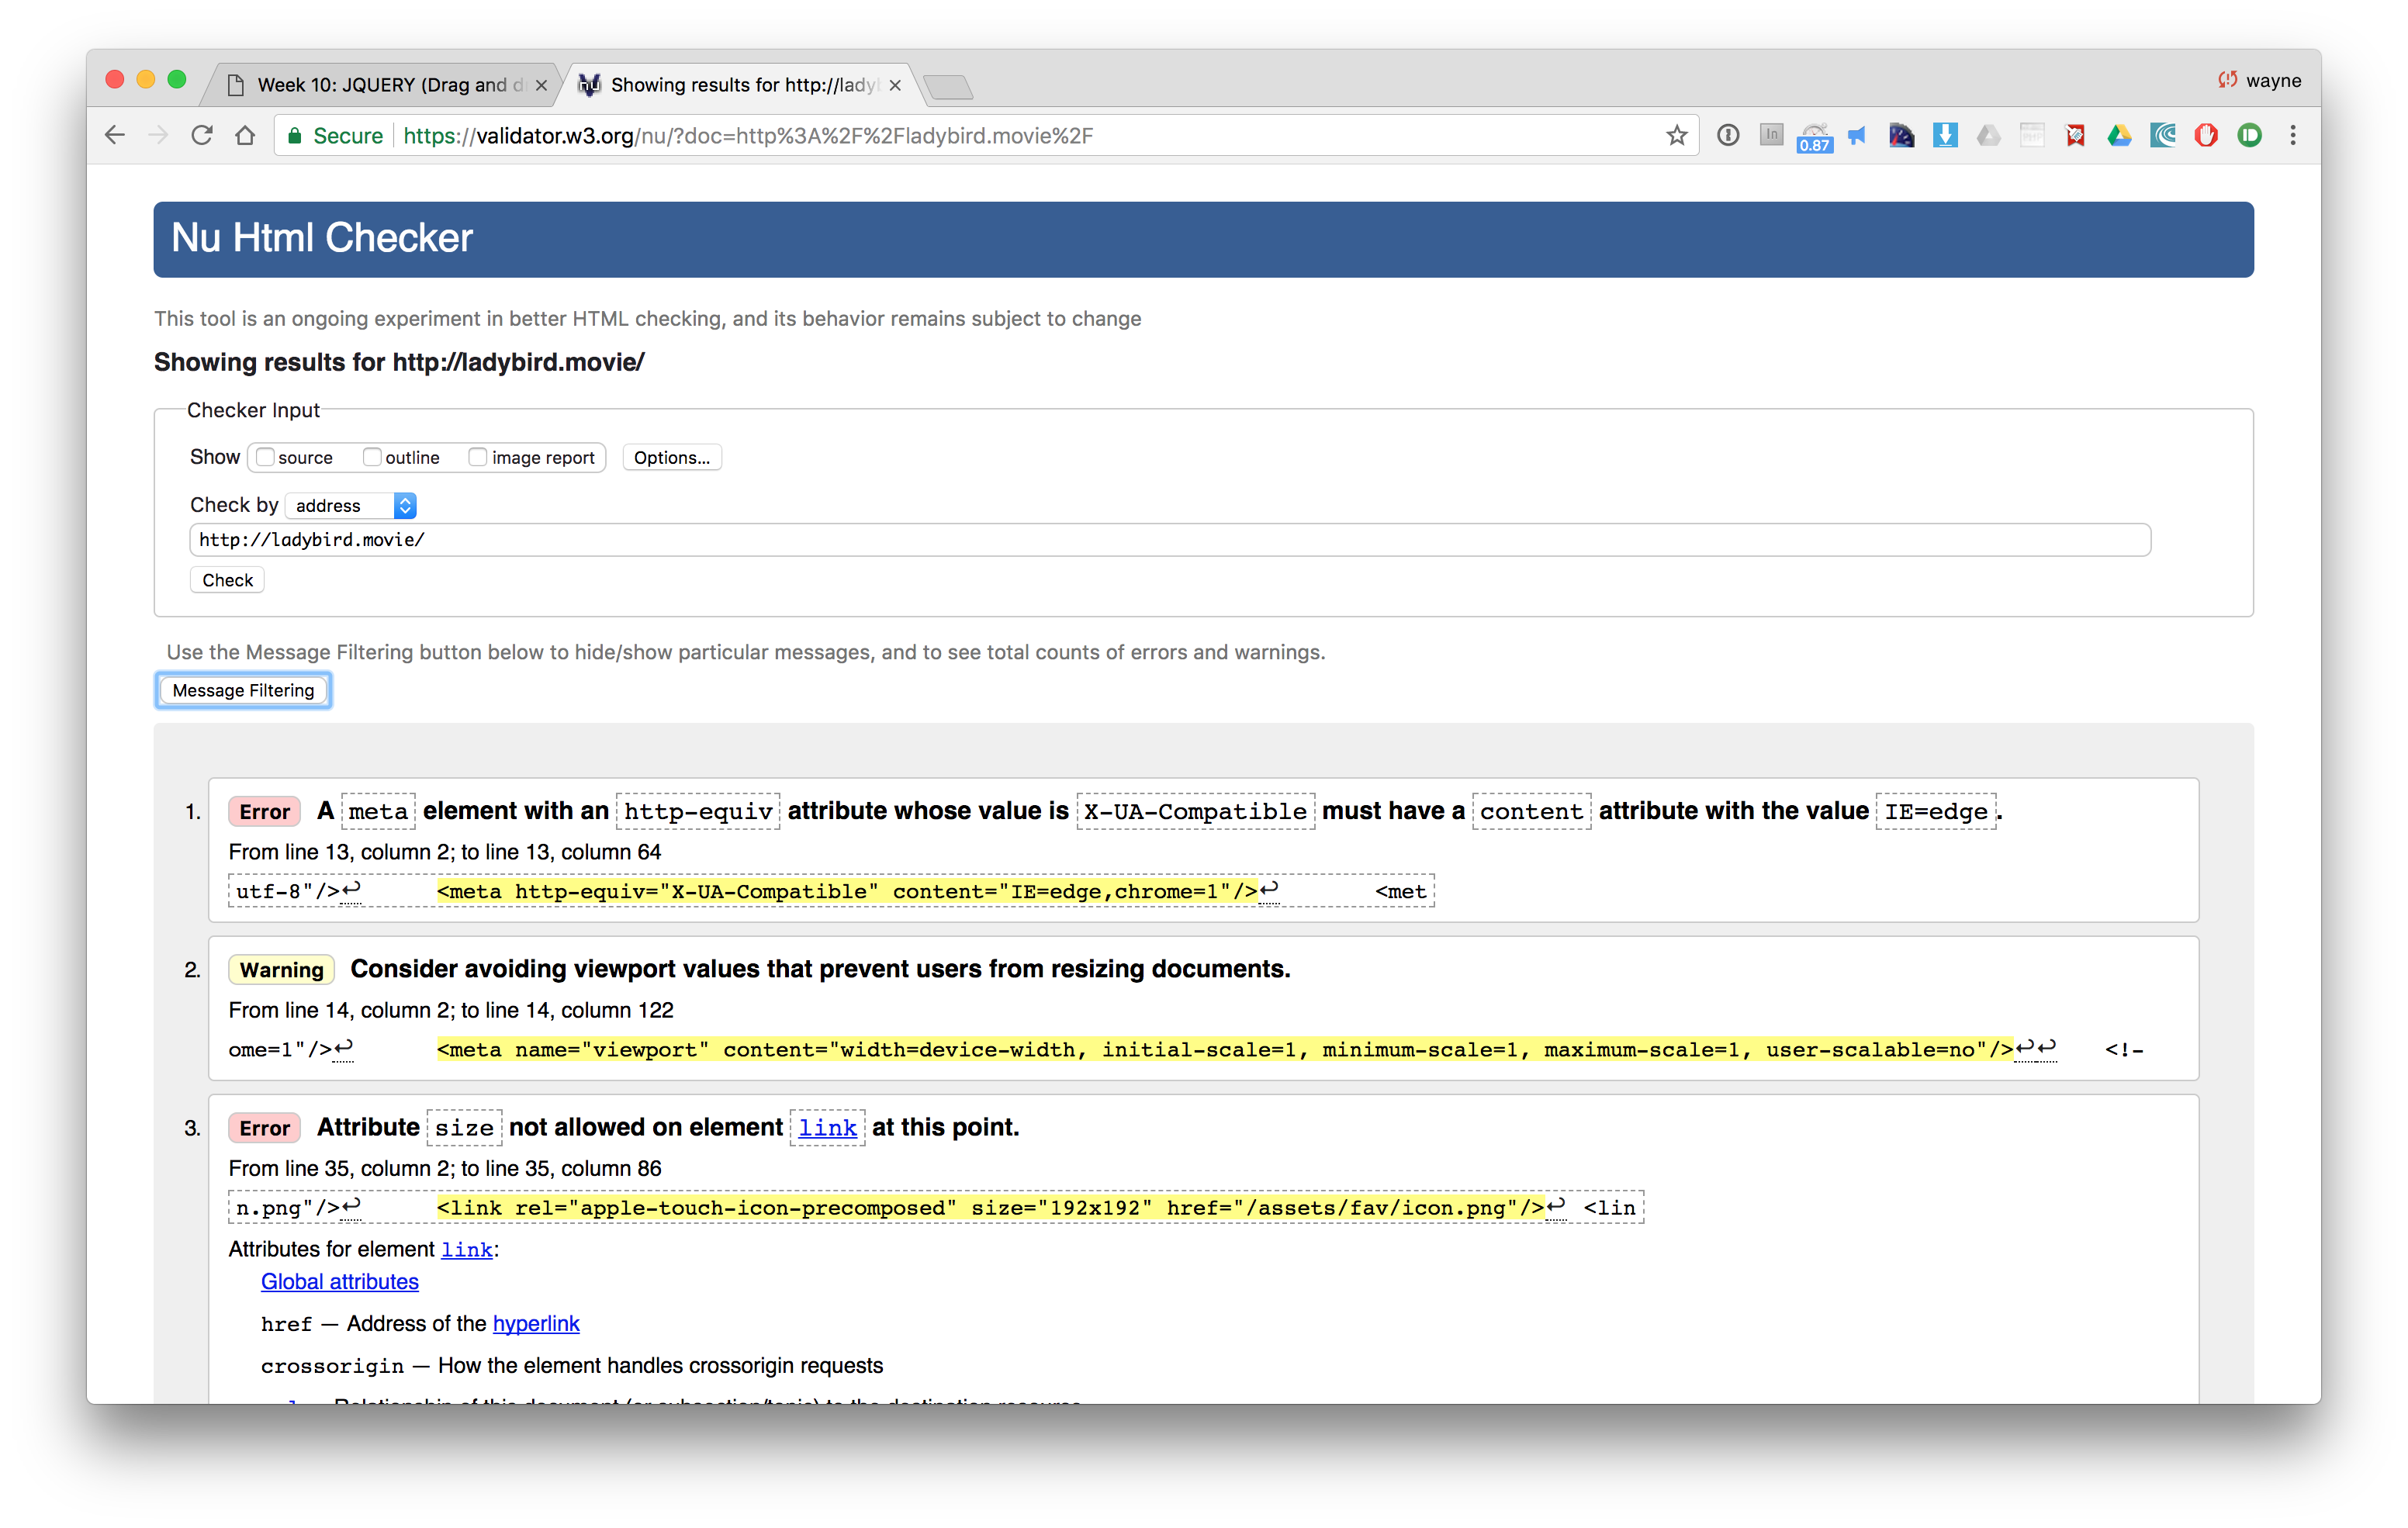 Week 10: JQUERY (Drag and d
Showing results for http://lady
wayne
Secure https://validator.w3.org/nu/?doc=http%3A%2F%2Fladybird.movie%2F
In
0.87
PHP
Nu Html Checker
This tool is an ongoing experiment in better HTML checking, and its behavior remains subject to change
Showing results for http://ladybird.movie/
Checker Input
Show source outline image report Options...
Check by address
http://ladybird.movie/
Check
Use the Message Filtering button below to hide/show particular messages, and to see total counts of errors and warnings.
Message Filtering
1. Error A meta element with an http-equiv attribute whose value is X-UA-Compatible must have a content attribute with the value IE=edge.
From line 13, column 2; to line 13, column 64
utf-8"/>↩ <meta http-equiv="X-UA-Compatible" content="IE=edge,chrome=1"/>↩ <met
2. Warning Consider avoiding viewport values that prevent users from resizing documents.
From line 14, column 2; to line 14, column 122
ome=1"/>↩ <meta name="viewport" content="width=device-width, initial-scale=1, minimum-scale=1, maximum-scale=1, user-scalable=no"/>↩↩ <!-
3. Error Attribute size not allowed on element link at this point.
From line 35, column 2; to line 35, column 86
n.png"/>↩ <link rel="apple-touch-icon-precomposed" size="192x192" href="/assets/fav/icon.png"/>↩ <lin
Attributes for element link:
Global attributes
href — Address of the hyperlink
crossorigin — How the element handles crossorigin requests